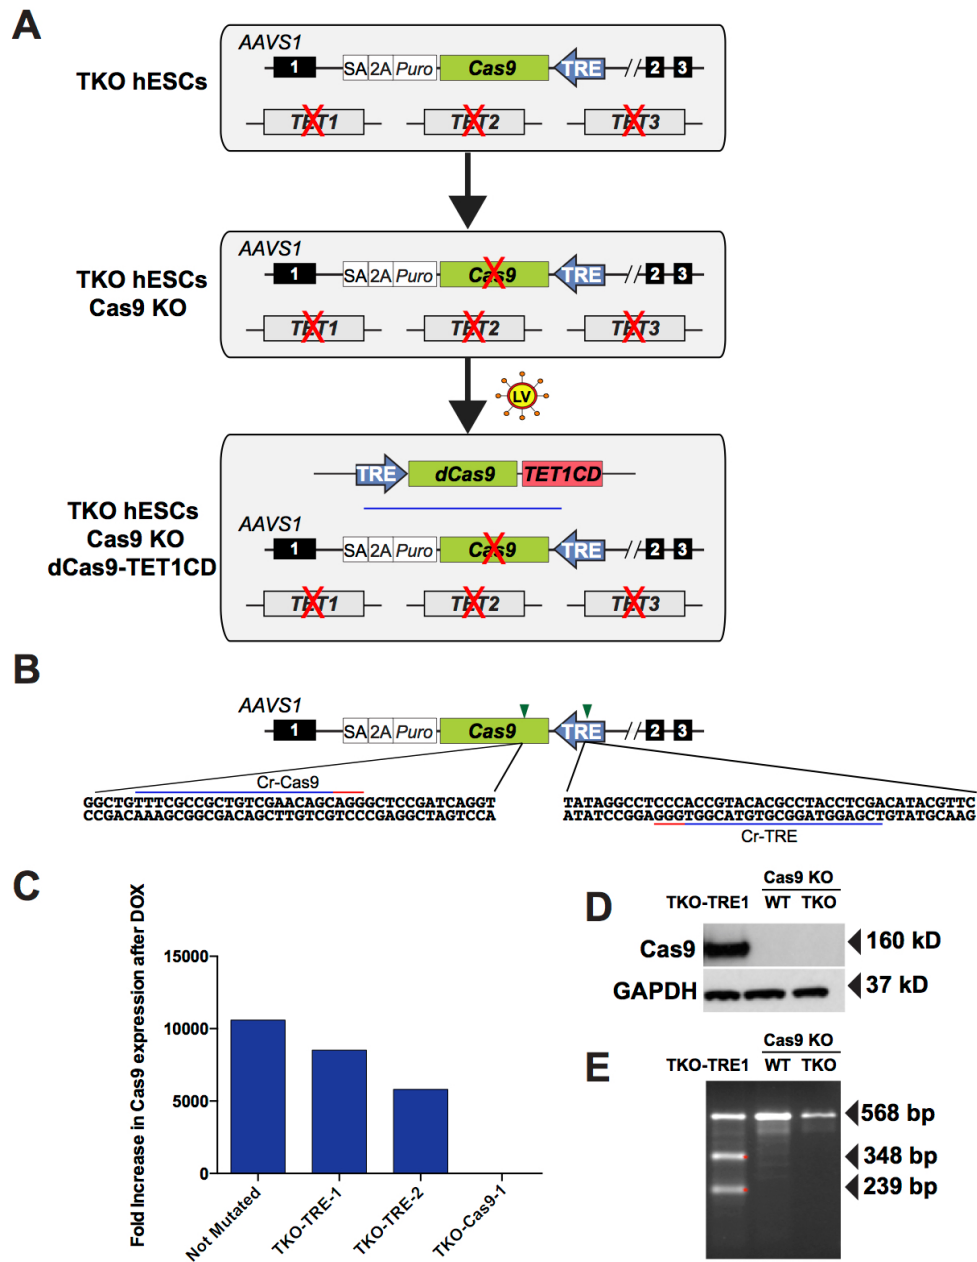 A
AAVS1
TKO hESCs
1 SA 2A Puro Cas9 TRE // 2 3
TET1 TET2 TET3
AAVS1
TKO hESCs
Cas9 KO
1 SA 2A Puro Cas9 TRE // 2 3
TET1 TET2 TET3
LV
TRE dCas9 TET1CD
TKO hESCs
Cas9 KO
dCas9-TET1CD
AAVS1
1 SA 2A Puro Cas9 TRE // 2 3
TET1 TET2 TET3
B
AAVS1
1 SA 2A Puro Cas9 TRE // 2 3
Cr-Cas9
GGCTGTTTCGCCGCTGTCGAACAGCAGGGCTCCGATCAGGT
CCGACAAAGCGGCGACAGCTTGTCGTCCCGAGGCTAGTCCA
TATAGGCCTCCCACCGTACACGCCTACCTCGACATACGTTC
ATATCCGGAGGGTGGCATGTGCGGATGGAGCTGTATGCAAG
Cr-TRE
C
Fold Increase in Cas9 expression after DOX
15000
10000
5000
0
Not Mutated
TKO-TRE-1
TKO-TRE-2
TKO-Cas9-1
D
Cas9 KO
TKO-TRE1 WT TKO
Cas9 160 kD
GAPDH 37 kD
E
Cas9 KO
TKO-TRE1 WT TKO
568 bp
348 bp
239 bp